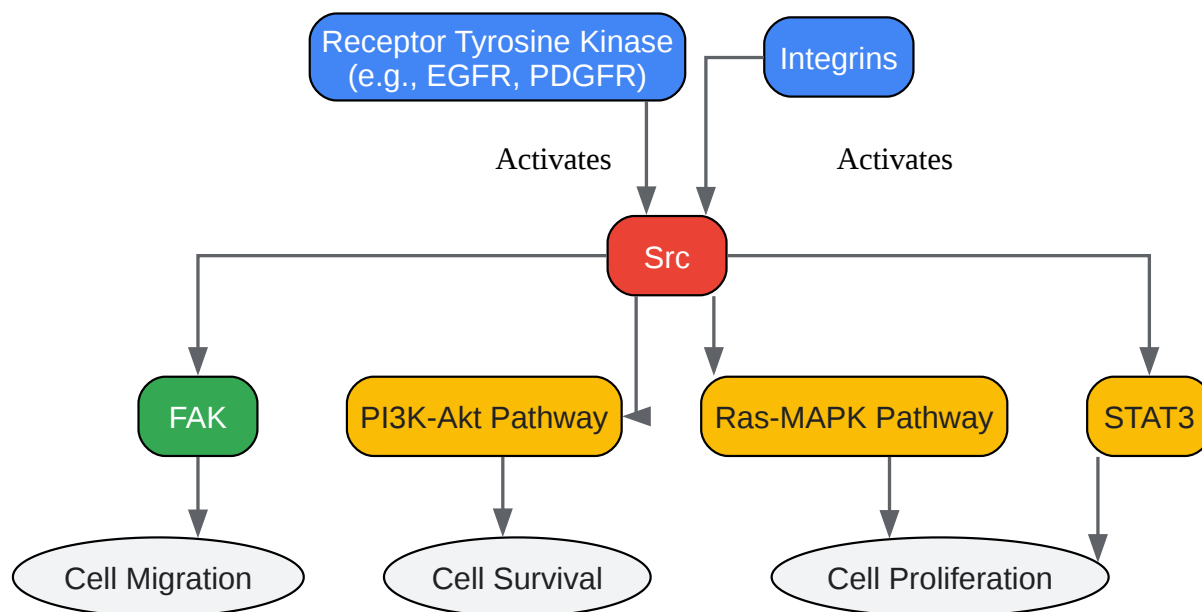 Receptor Tyrosine Kinase
(e.g., EGFR, PDGFR)
Integrins
Activates
Activates
Src
FAK
PI3K-Akt Pathway
Ras-MAPK Pathway
STAT3
Cell Migration
Cell Survival
Cell Proliferation